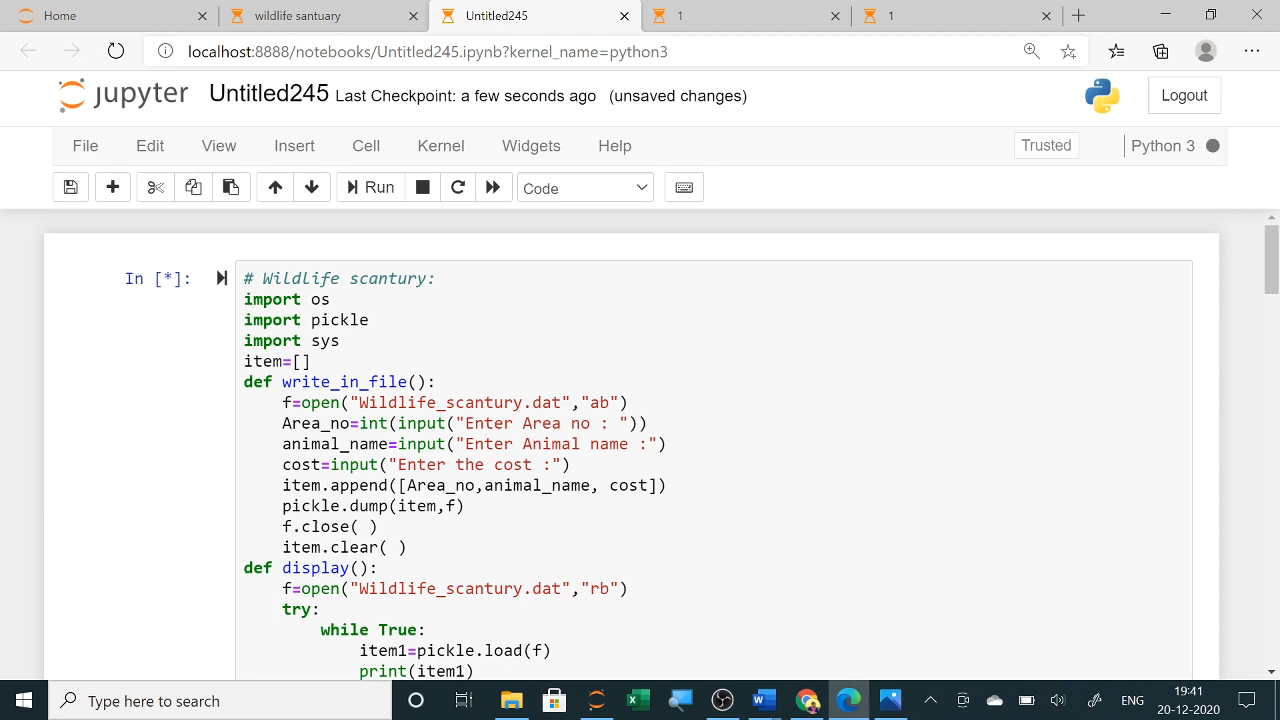 Home
wildlife santuary
Untitled245
1
1
localhost:8888/notebooks/Untitled245.ipynb?kernel_name=python3
jupyter Untitled245 Last Checkpoint: a few seconds ago (unsaved changes)
Logout
File Edit View Insert Cell Kernel Widgets Help
Trusted
Python 3
Run
Code
In [*]:
# Wildlife scantury:
import os
import pickle
import sys
item=[]
def write_in_file():
    f=open("Wildlife_scantury.dat","ab")
    Area_no=int(input("Enter Area no : "))
    animal_name=input("Enter Animal name :")
    cost=input("Enter the cost :")
    item.append([Area_no,animal_name, cost])
    pickle.dump(item,f)
    f.close( )
    item.clear( )
def display():
    f=open("Wildlife_scantury.dat","rb")
    try:
        while True:
            item1=pickle.load(f)
            print(item1)
Type here to search
ENG
19:41
20-12-2020